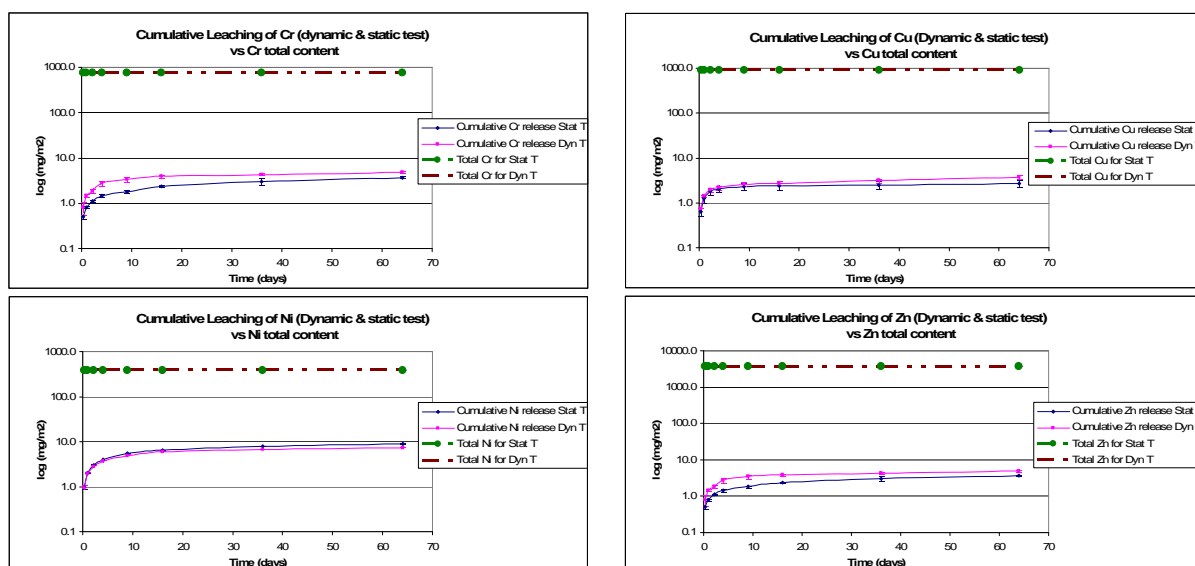 Cumulative Leaching of Cr (dynamic & static test)
vs Cr total content
1000.0
100.0
10.0
1.0
0.1
log (mg/m2)
0 10 20 30 40 50 60 70
Time (days)
Cumulative Cr release Stat T
Cumulative Cr release Dyn T
Total Cr for Stat T
Total Cr for Dyn T
Cumulative Leaching of Cu (Dynamic & static test)
vs Cu total content
1000.0
100.0
10.0
1.0
0.1
log (mg/m2)
0 10 20 30 40 50 60 70
Time (days)
Cumulative Cu release Stat
Cumulative Cu release Dyn
Total Cu for Stat T
Total Cu for Dyn T
Cumulative Leaching of Ni (Dynamic & static test)
vs Ni total content
1000.0
100.0
10.0
1.0
0.1
log (mg/m2)
0 10 20 30 40 50 60 70
Time (days)
Cumulative Ni release Stat T
Cumulative Ni release Dyn T
Total Ni for Stat T
Total Ni for Dyn T
Cumulative Leaching of Zn (Dynamic & static test)
vs Zn total content
10000.0
1000.0
100.0
10.0
1.0
0.1
log (mg/m2)
0 10 20 30 40 50 60 70
Time (days)
Cumulative Zn release Stat
Cumulative Zn release Dyn
Total Zn for Stat T
Total Zn for Dyn T